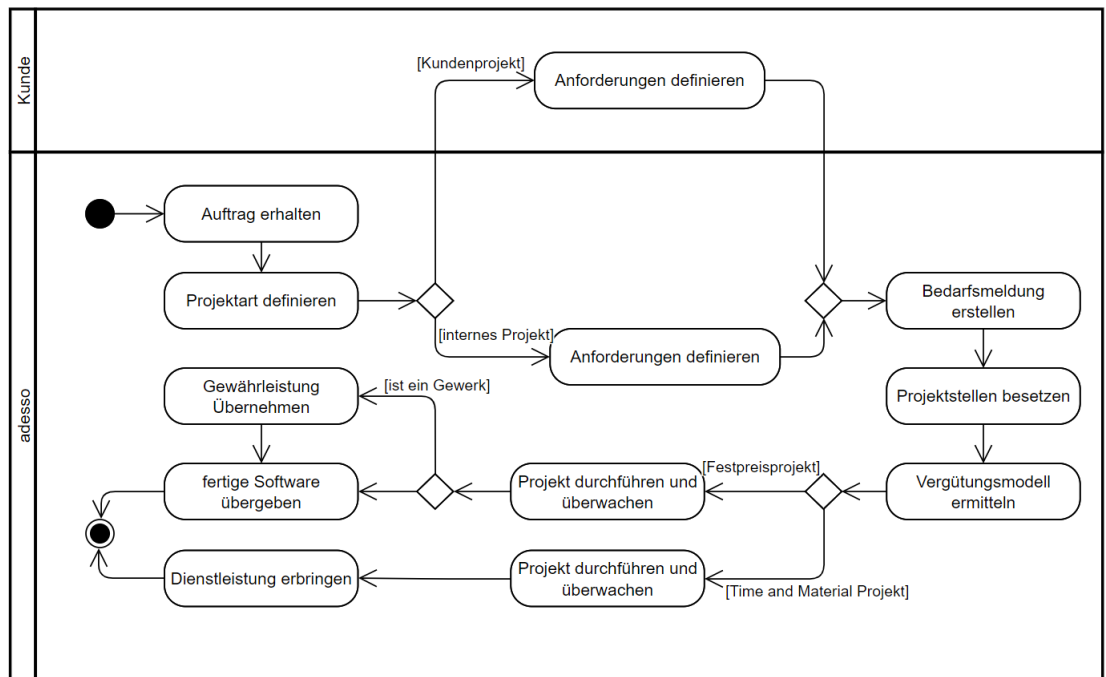 Kunde
[Kundenprojekt]
Anforderungen definieren
adesso
Auftrag erhalten
Projektart definieren
[internes Projekt]
Anforderungen definieren
Bedarfsmeldung
erstellen
Projektstellen besetzen
Vergütungsmodell
ermitteln
[Festpreisprojekt]
Projekt durchführen und
überwachen
[ist ein Gewerk]
Gewährleistung
Übernehmen
fertige Software
übergeben
[Time and Material Projekt]
Projekt durchführen und
überwachen
Dienstleistung erbringen